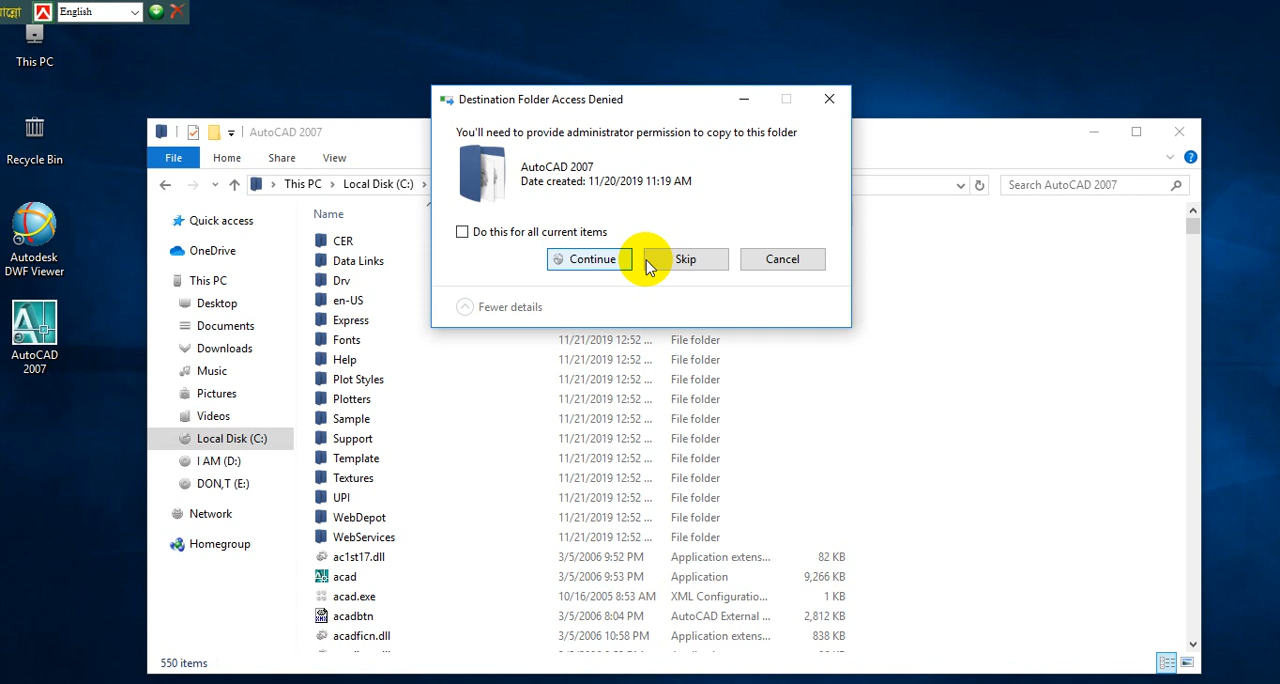 English
This PC
Recycle Bin
Autodesk
DWF Viewer
AutoCAD
2007
AutoCAD 2007
File
Home
Share
View
This PC
Local Disk (C:)
Search AutoCAD 2007
Quick access
OneDrive
This PC
Desktop
Documents
Downloads
Music
Pictures
Videos
Local Disk (C:)
I AM (D:)
DON,T (E:)
Network
Homegroup
Destination Folder Access Denied
You'll need to provide administrator permission to copy to this folder
AutoCAD 2007
Date created: 11/20/2019 11:19 AM
Do this for all current items
Continue
Skip
Cancel
Fewer details
Name
CER
Data Links
Drv
en-US
Express
Fonts 11/21/2019 12:52 ... File folder
Help 11/21/2019 12:52 ... File folder
Plot Styles 11/21/2019 12:52 ... File folder
Plotters 11/21/2019 12:52 ... File folder
Sample 11/21/2019 12:52 ... File folder
Support 11/21/2019 12:52 ... File folder
Template 11/21/2019 12:52 ... File folder
Textures 11/21/2019 12:52 ... File folder
UPI 11/21/2019 12:52 ... File folder
WebDepot 11/21/2019 12:52 ... File folder
WebServices 11/21/2019 12:52 ... File folder
ac1st17.dll 3/5/2006 9:52 PM Application extens... 82 KB
acad 3/5/2006 9:53 PM Application 9,266 KB
acad.exe 10/16/2005 8:53 AM XML Configuratio... 1 KB
acadbtn 3/5/2006 8:04 PM AutoCAD External ... 2,812 KB
acadficn.dll 3/5/2006 10:58 PM Application extens... 838 KB
550 items